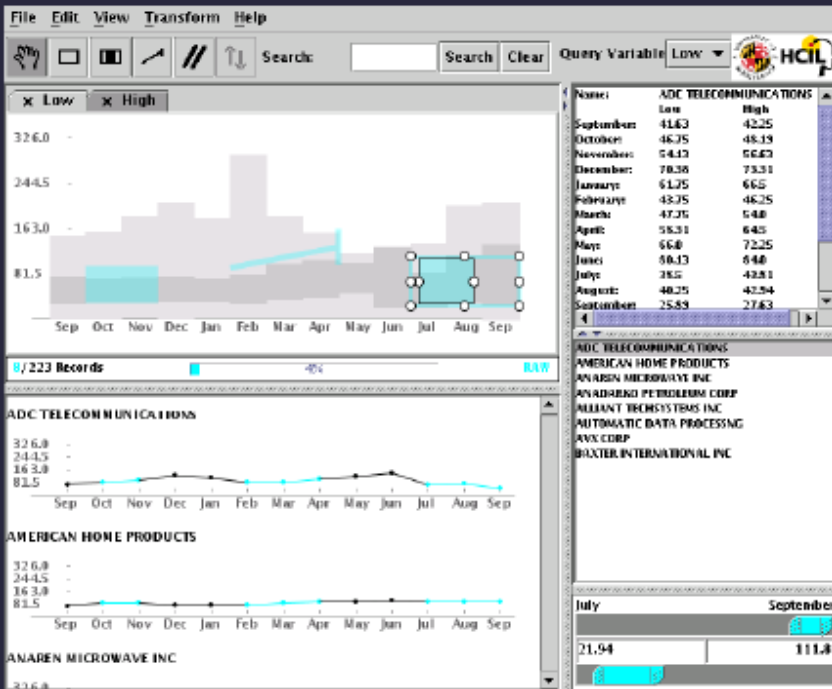 File Edit View Transform Help
Search: Search Clear Query Variable Low HCIL
x Low x High
326.0
244.5
163.0
81.5
Sep Oct Nov Dec Jan Feb Mar Apr May Jun Jul Aug Sep
8/223 Records 4% RAW
ADC TELECOMMUNICATIONS
326.0
244.5
163.0
81.5
Sep Oct Nov Dec Jan Feb Mar Apr May Jun Jul Aug Sep
AMERICAN HOME PRODUCTS
326.0
244.5
163.0
81.5
Sep Oct Nov Dec Jan Feb Mar Apr May Jun Jul Aug Sep
ANAREN MICROWAVE INC
326.0
Name: ADC TELECOMMUNICATIONS
Low High
September: 41.63 42.25
October: 46.75 48.19
November: 54.13 56.63
December: 70.38 73.31
January: 61.75 66.5
February: 43.75 46.25
March: 47.75 54.0
April: 58.31 64.5
May: 66.0 72.25
June: 80.13 84.0
July: 38.5 42.81
August: 40.25 42.94
September: 25.89 27.63
ADC TELECOMMUNICATIONS
AMERICAN HOME PRODUCTS
ANAREN MICROWAVE INC
ANADARKO PETROLEUM CORP
ALLIANT TECHSYSTEMS INC
AUTOMATIC DATA PROCESSNG
AVX CORP
BAXTER INTERNATIONAL INC
July September
21.94 111.8